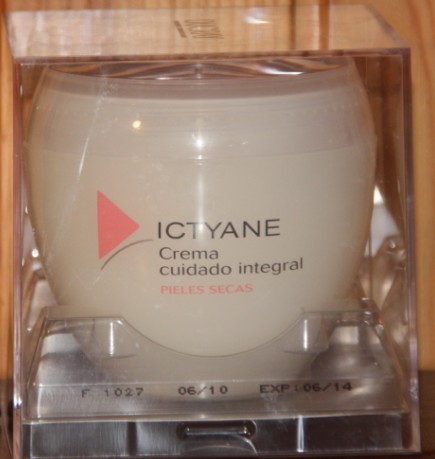 ICTYANE
Crema
cuidado integral
PIELES SECAS
F 1027 06/10 EXP:06/14